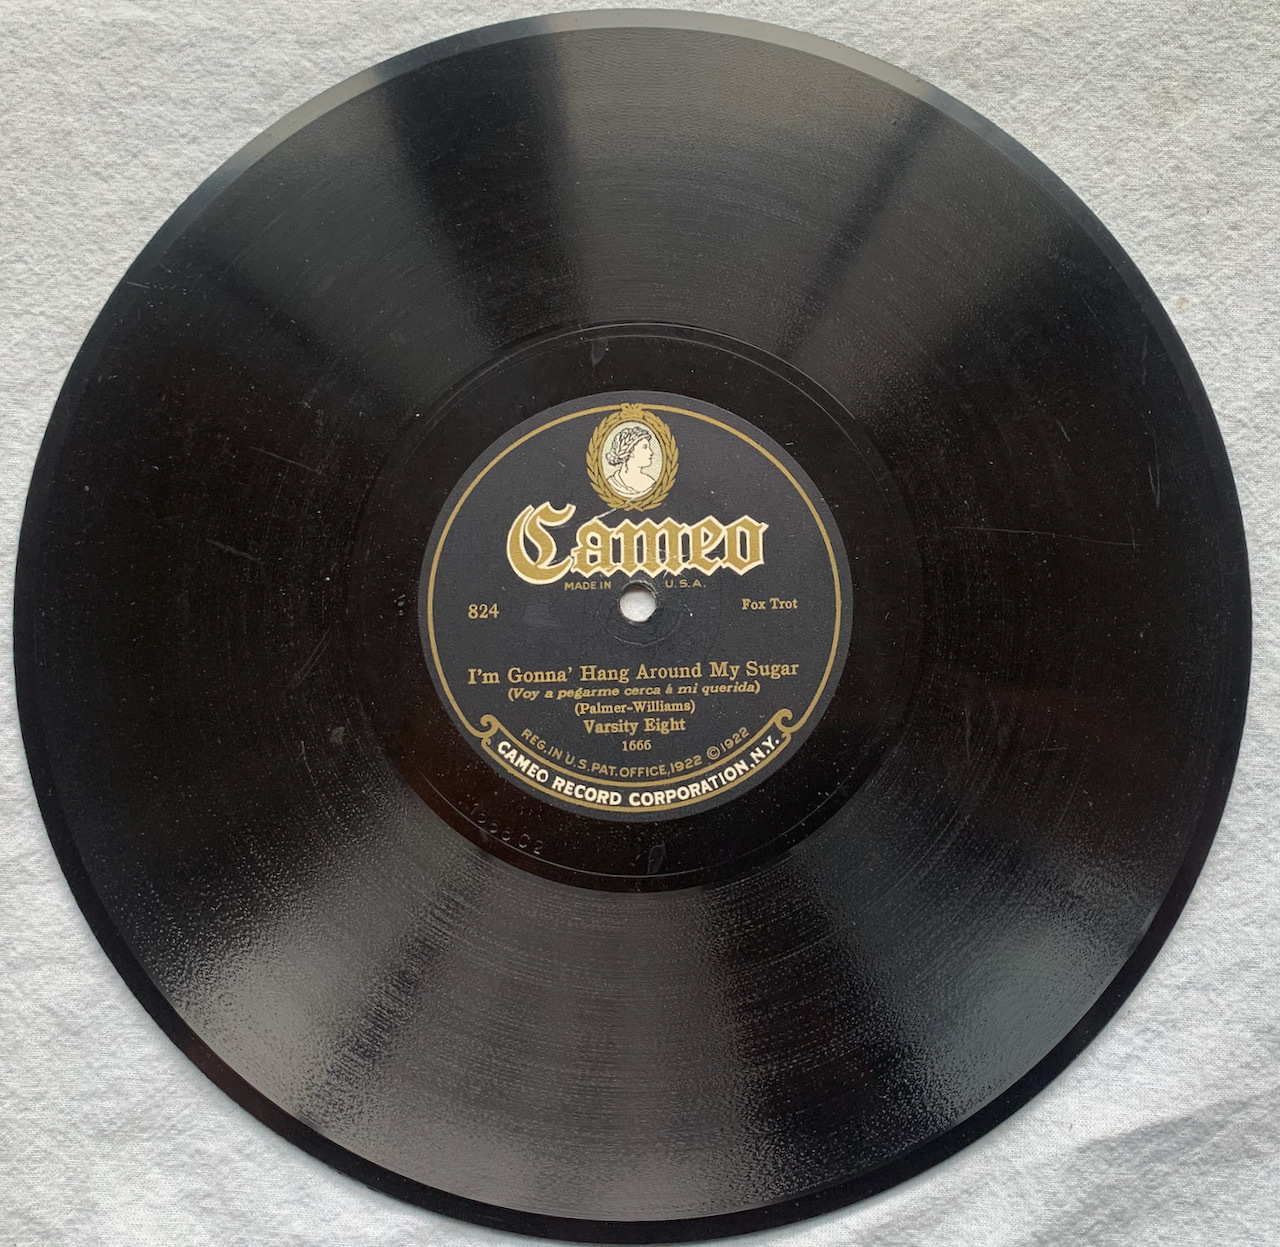 Cameo
MADE IN U.S.A.
824 Fox Trot
I'm Gonna' Hang Around My Sugar
(Voy a pegarme cerca á mi querida)
(Palmer-Williams)
Varsity Eight
1666
REG. IN U.S. PAT. OFFICE, 1922 © 1922
CAMEO RECORD CORPORATION, N.Y.